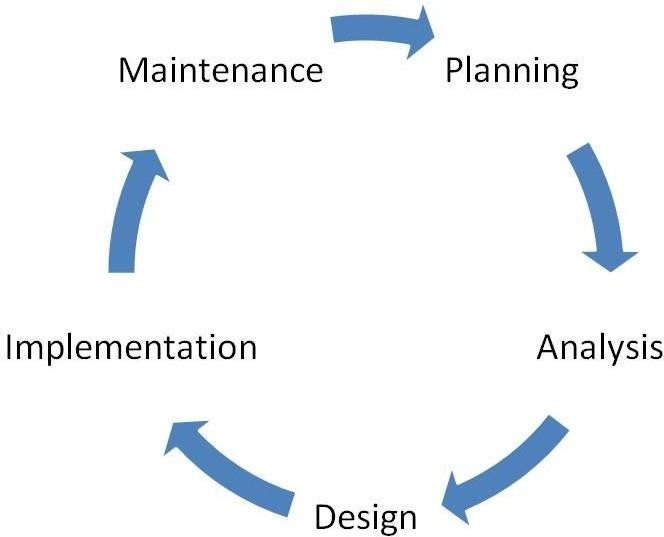 Maintenance
Planning
Implementation
Analysis
Design